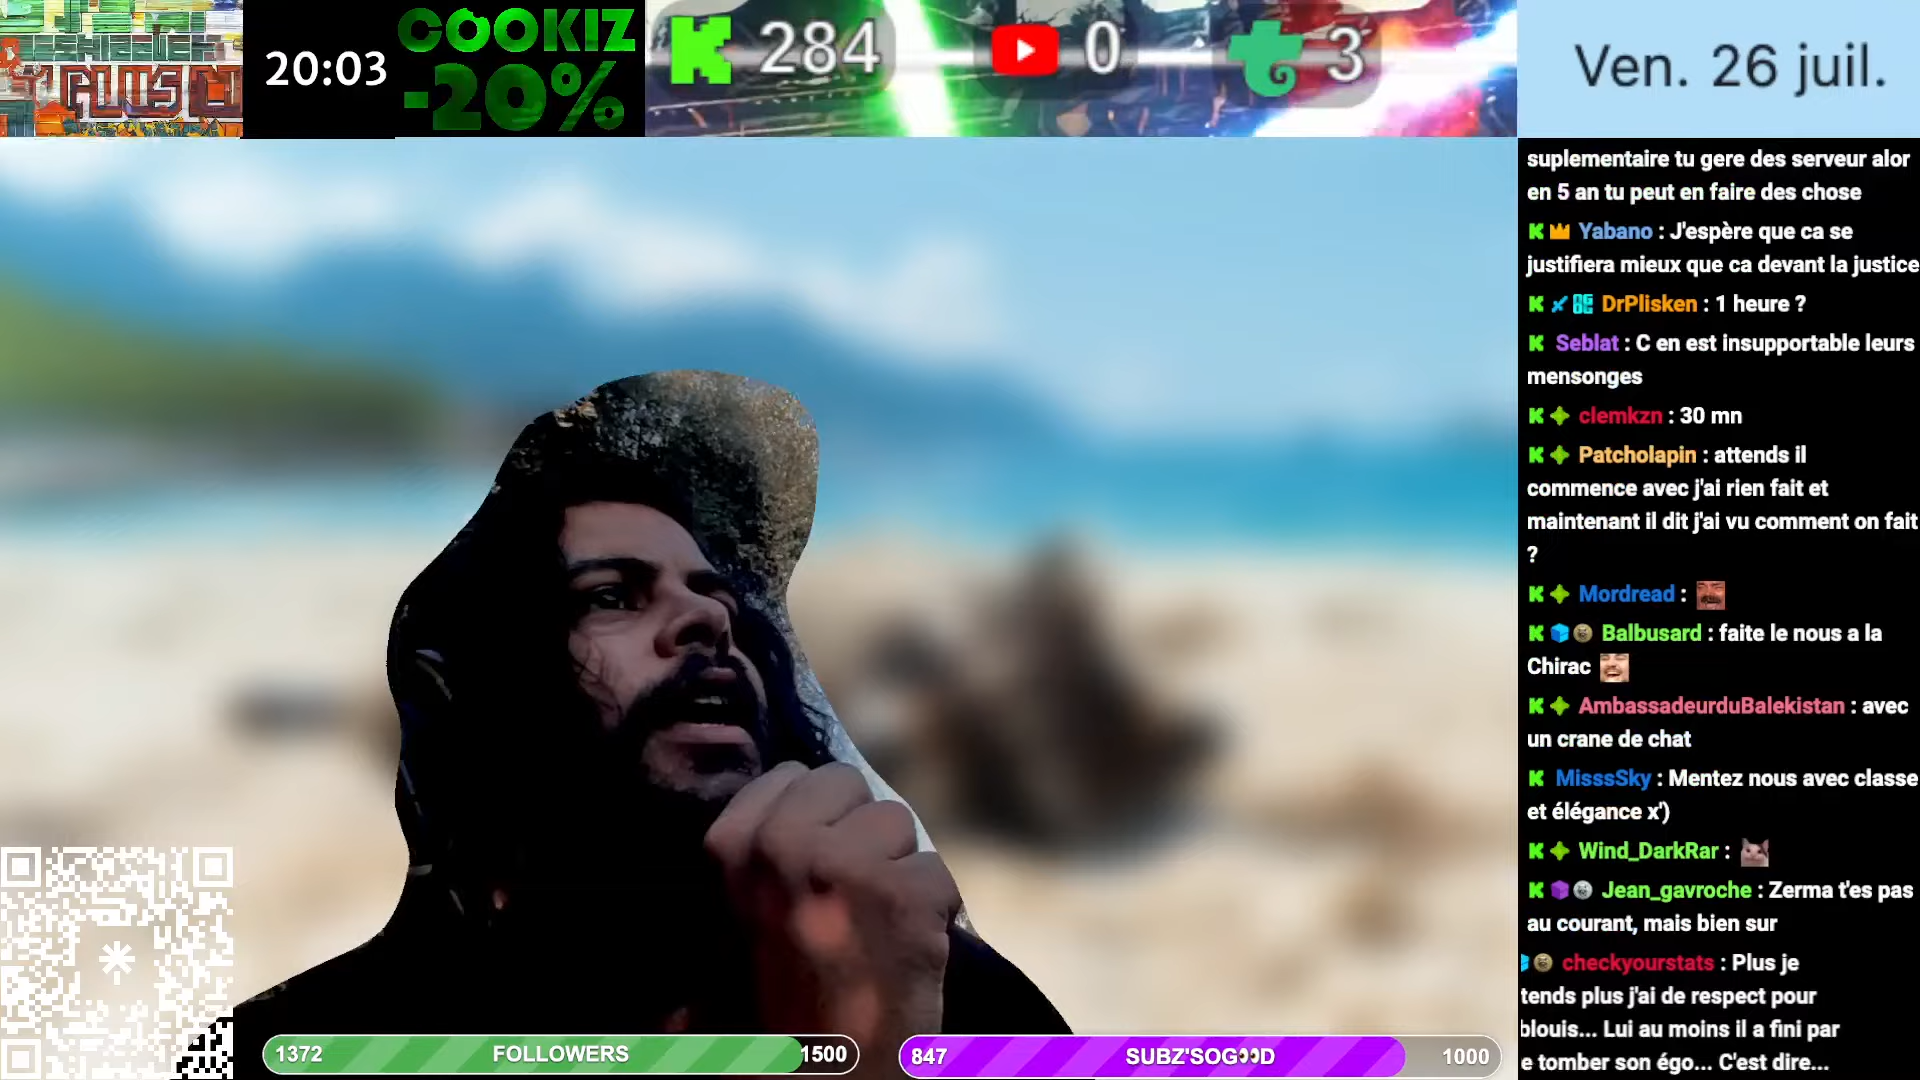 20:03
COOKIZ
-20%
284
0
3
Ven. 26 juil.
suplementaire tu gere des serveur alor
en 5 an tu peut en faire des chose
Yabano : J'espère que ca se
justifiera mieux que ca devant la justice
DrPlisken : 1 heure ?
Seblat : C en est insupportable leurs
mensonges
clemkzn : 30 mn
Patcholapin : attends il
commence avec j'ai rien fait et
maintenant il dit j'ai vu comment on fait
?
Mordread :
Balbusard : faite le nous a la
Chirac
AmbassadeurduBalekistan : avec
un crane de chat
MisssSky : Mentez nous avec classe
et élégance x')
Wind_DarkRar :
Jean_gavroche : Zerma t'es pas
au courant, mais bien sur
checkyourstats : Plus je
tends plus j'ai de respect pour
blouis... Lui au moins il a fini par
e tomber son égo... C'est dire...
1372 FOLLOWERS 1500
847 SUBZ'SOG👀D 1000